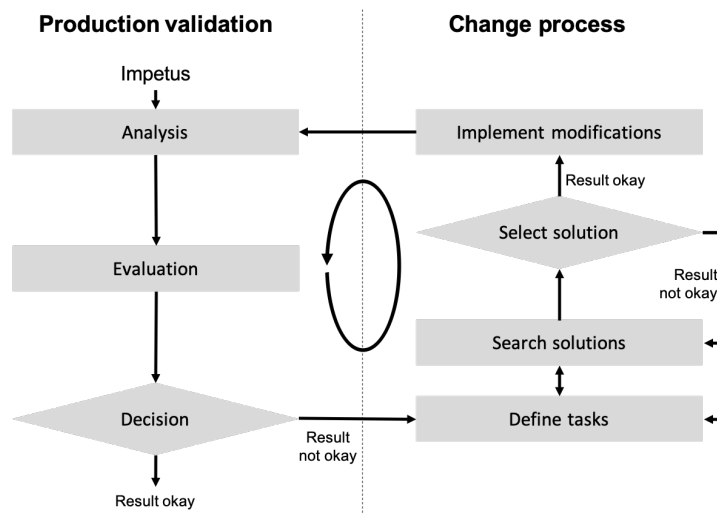 Production validation
Change process
Impetus
Analysis
Implement modifications
Result okay
Select solution
Evaluation
Result
not okay
Search solutions
Decision
Define tasks
Result
not okay
Result okay